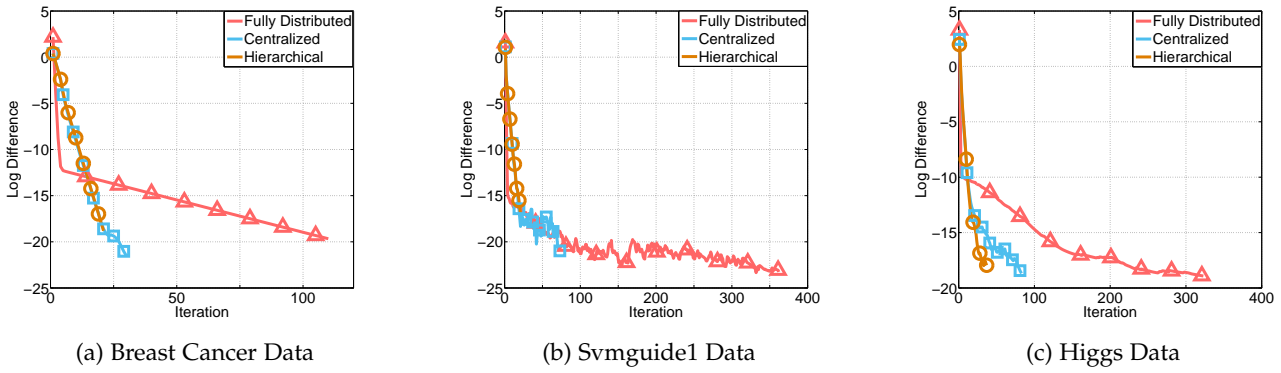 Fully Distributed
Centralized
Hierarchical
5
0
−5
−10
−15
−20
−25
Log Difference
0
50
100
Iteration
(a) Breast Cancer Data
Fully Distributed
Centralized
Hierarchical
5
0
−5
−10
−15
−20
−25
Log Difference
0
100
200
300
400
Iteration
(b) Svmguide1 Data
Fully Distributed
Centralized
Hierarchical
5
0
−5
−10
−15
−20
Log Difference
0
100
200
300
400
Iteration
(c) Higgs Data